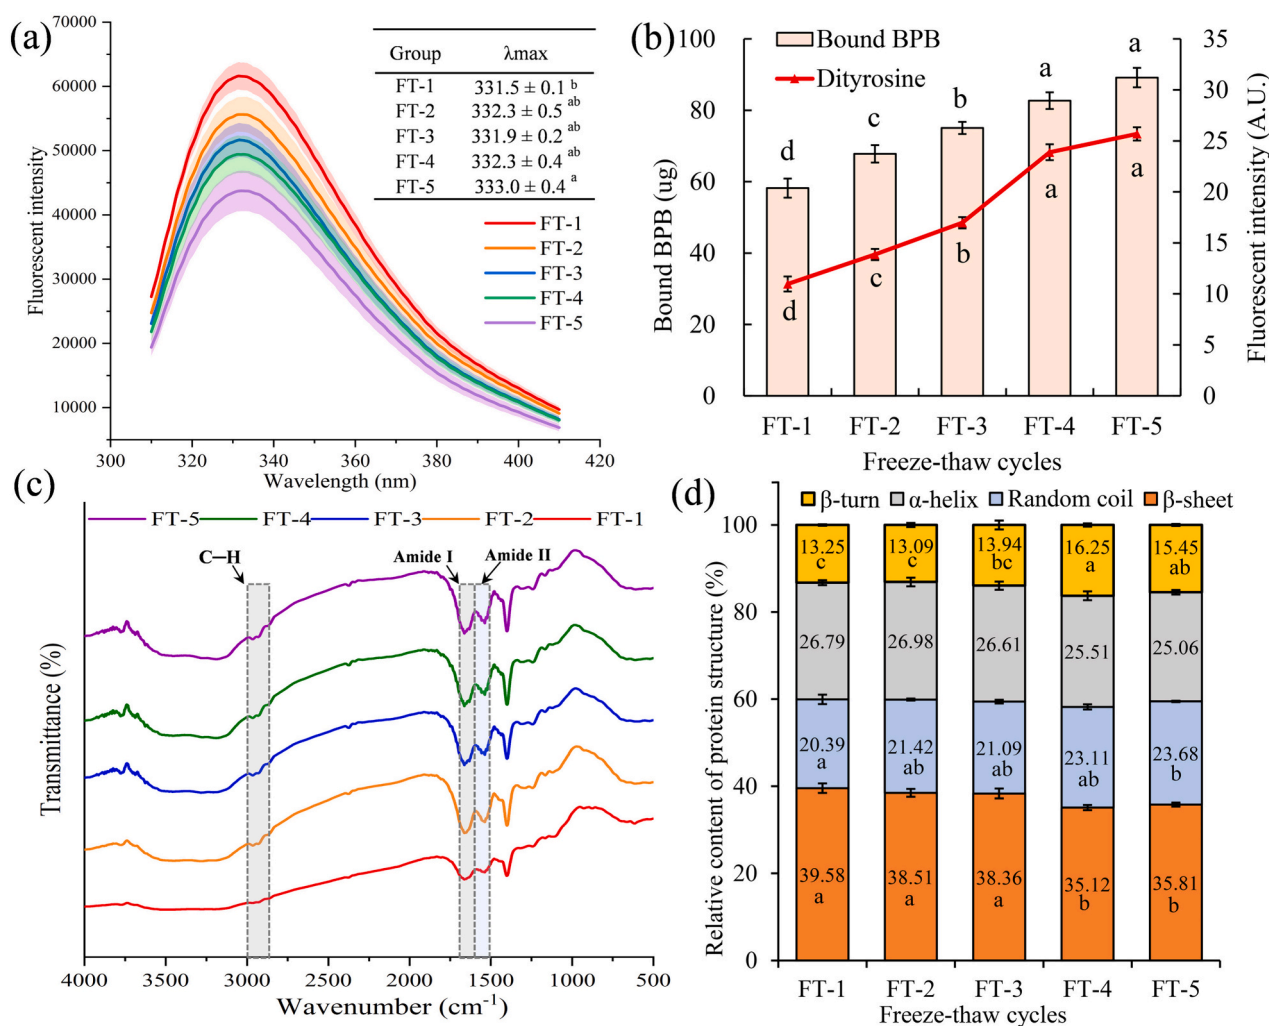 (a)
70000
60000
50000
40000
30000
20000
10000
Fluorescent intensity
Group λmax
FT-1 331.5 ± 0.1 b
FT-2 332.3 ± 0.5 ab
FT-3 331.9 ± 0.2 ab
FT-4 332.3 ± 0.4 ab
FT-5 333.0 ± 0.4 a
FT-1
FT-2
FT-3
FT-4
FT-5
300 320 340 360 380 400 420
Wavelength (nm)
(b)
Bound BPB
Dityrosine
100
80
60
40
20
0
Bound BPB (ug)
d c b a a
d c b a a
35
30
25
20
15
10
5
0
Fluorescent intensity (A.U.)
FT-1 FT-2 FT-3 FT-4 FT-5
Freeze-thaw cycles
(c)
FT-5 FT-4 FT-3 FT-2 FT-1
C—H
Amide I
Amide II
Transmittance (%)
4000 3500 3000 2500 2000 1500 1000 500
Wavenumber (cm-1)
(d)
β-turn α-helix Random coil β-sheet
100
80
60
40
20
0
Relative content of protein structure (%)
13.25 13.09 13.94 16.25 15.45
c c bc a ab
26.79 26.98 26.61 25.51 25.06
20.39 21.42 21.09 23.11 23.68
a ab ab ab b
39.58 38.51 38.36 35.12 35.81
a a a b b
FT-1 FT-2 FT-3 FT-4 FT-5
Freeze-thaw cycles